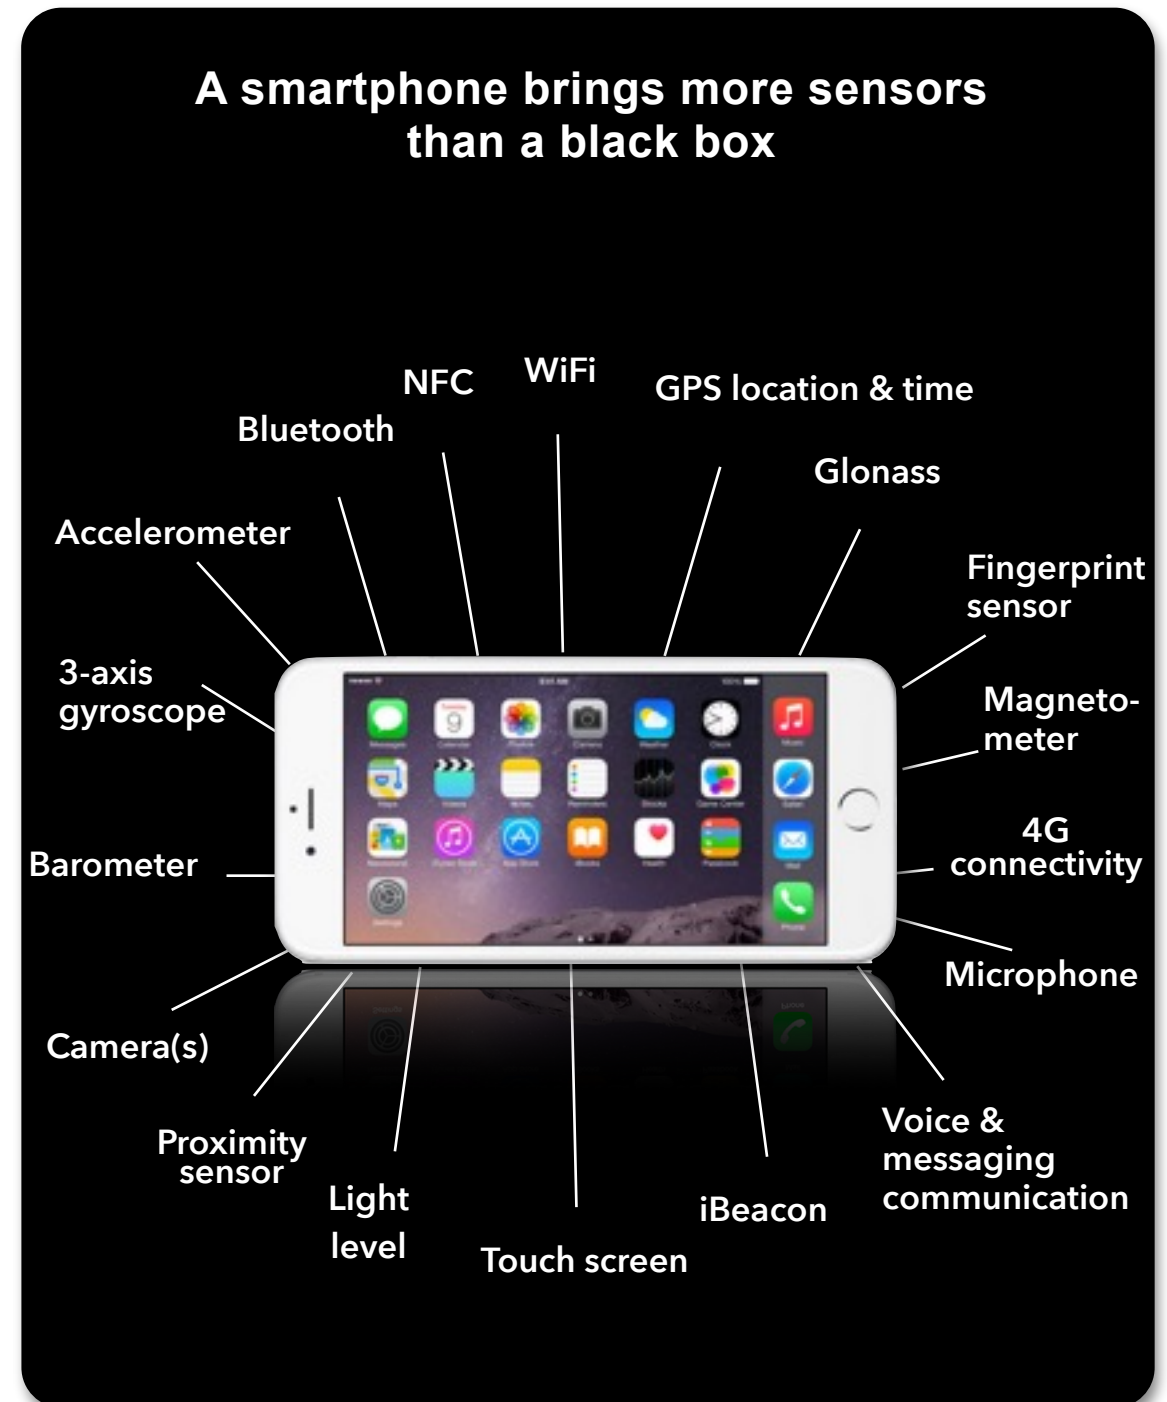 A smartphone brings more sensors
than a black box
WiFi
NFC
GPS location & time
Bluetooth
Glonass
Accelerometer
Fingerprint
sensor
3-axis
gyroscope
Magneto-
meter
4G
connectivity
Barometer
Microphone
Camera(s)
Proximity
sensor
Voice &
messaging
communication
Light
level
iBeacon
Touch screen
9